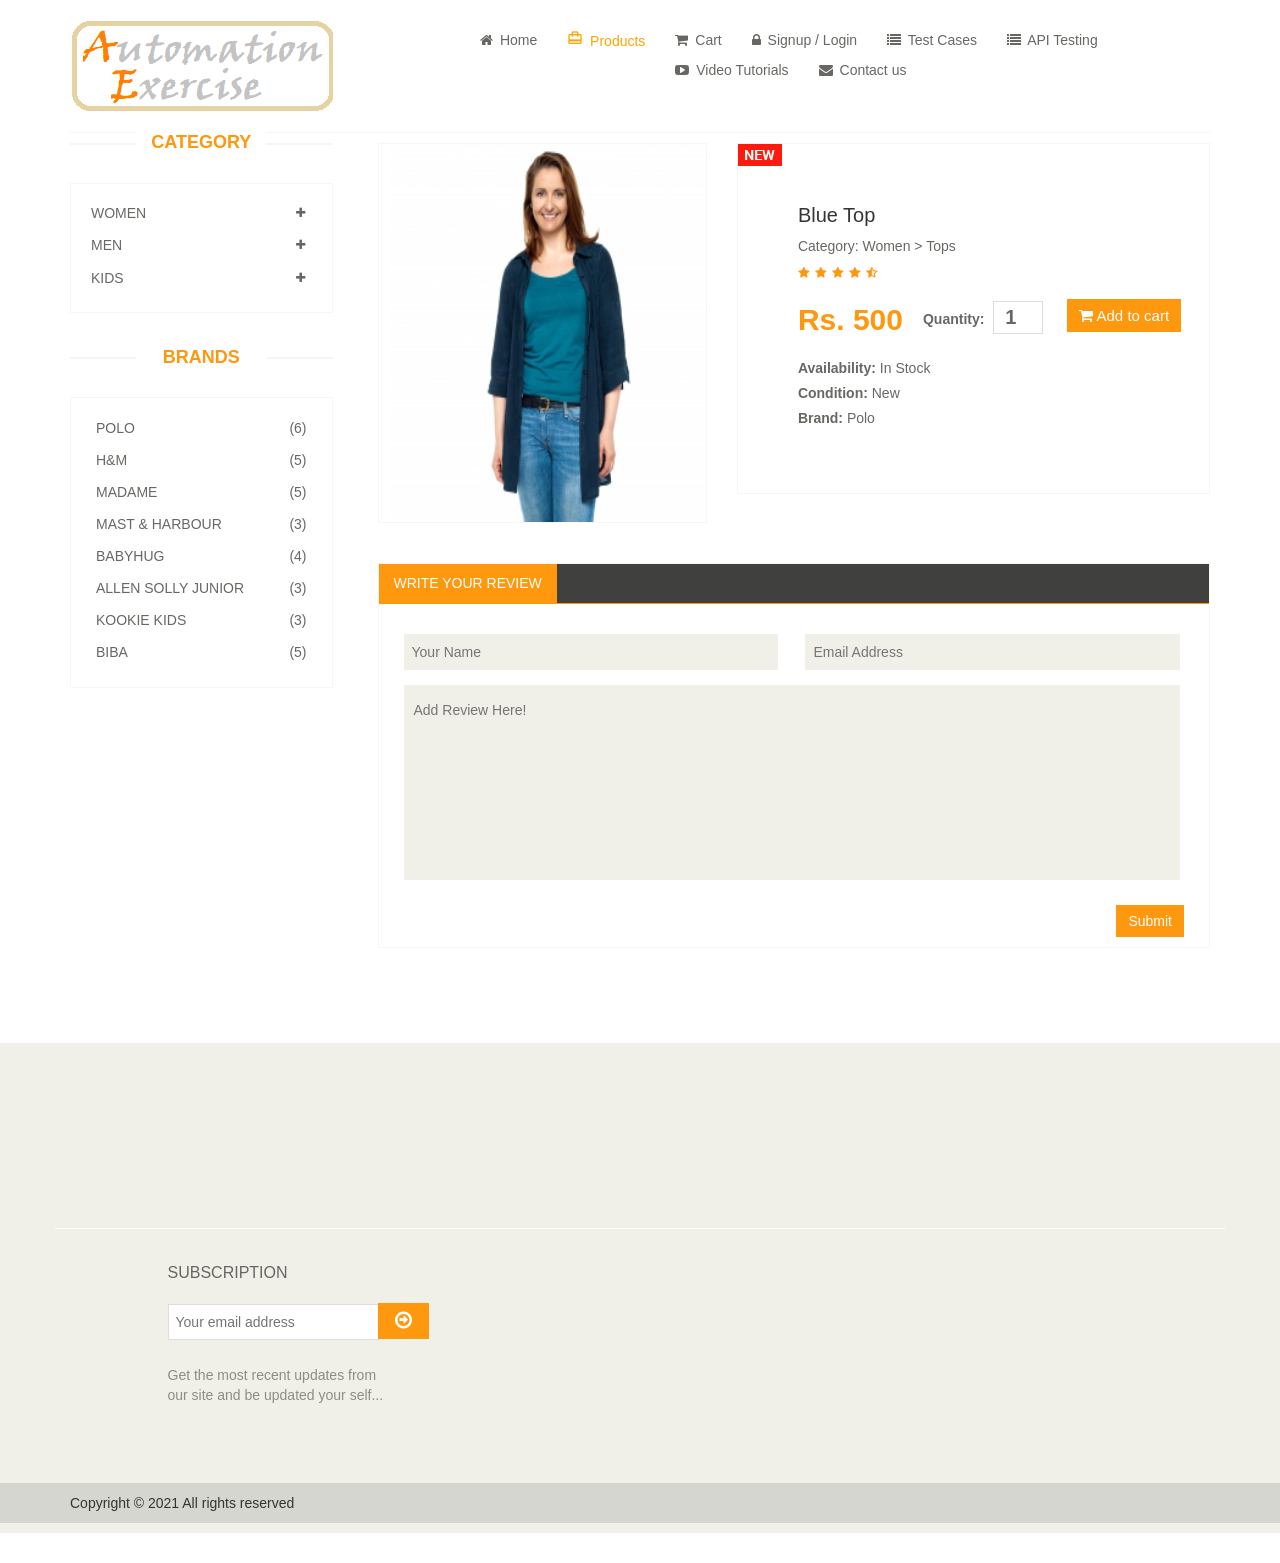 Automation
Exercise
Home
Products
Cart
Signup / Login
Test Cases
API Testing
Video Tutorials
Contact us
CATEGORY
WOMEN
MEN
KIDS
BRANDS
POLO (6)
H&M (5)
MADAME (5)
MAST & HARBOUR (3)
BABYHUG (4)
ALLEN SOLLY JUNIOR (3)
KOOKIE KIDS (3)
BIBA (5)
NEW
Blue Top
Category: Women > Tops
Rs. 500 Quantity: 1 Add to cart
Availability: In Stock
Condition: New
Brand: Polo
WRITE YOUR REVIEW
Your Name
Email Address
Add Review Here!
Submit
SUBSCRIPTION
Your email address
Get the most recent updates from
our site and be updated your self...
Copyright © 2021 All rights reserved